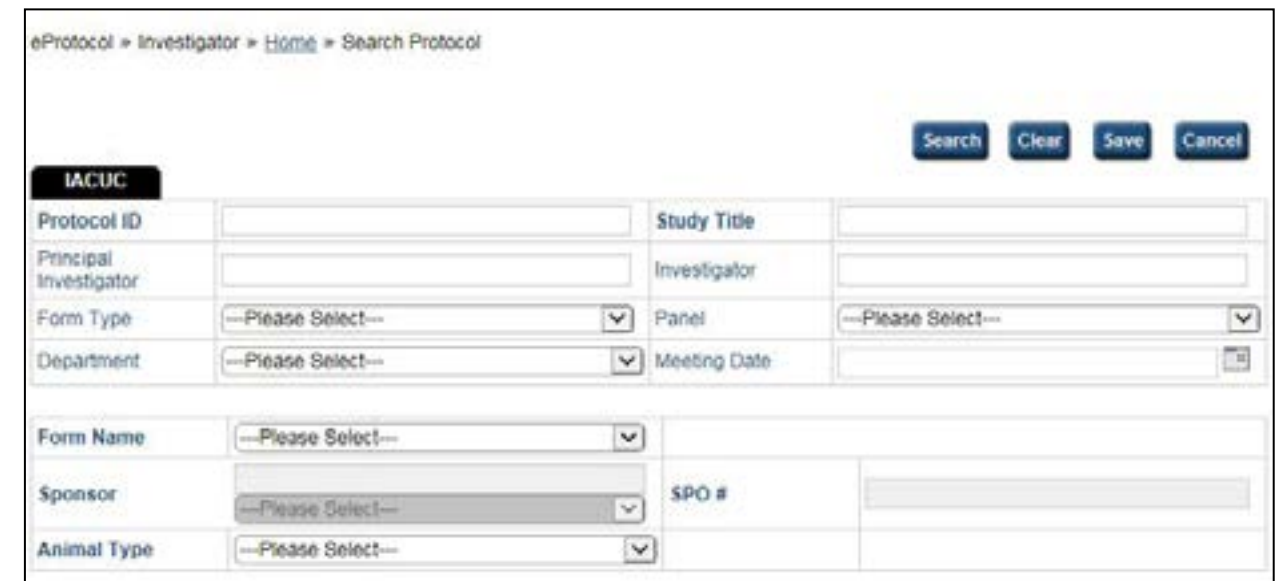 eProtocol » Investigator » Home » Search Protocol
Search Clear Save Cancel
IACUC
Protocol ID Study Title
Principal
Investigator Investigator
Form Type ---Please Select--- Panel ---Please Select---
Department ---Please Select--- Meeting Date
Form Name ---Please Select---
Sponsor SPO #
---Please Select---
Animal Type ---Please Select---